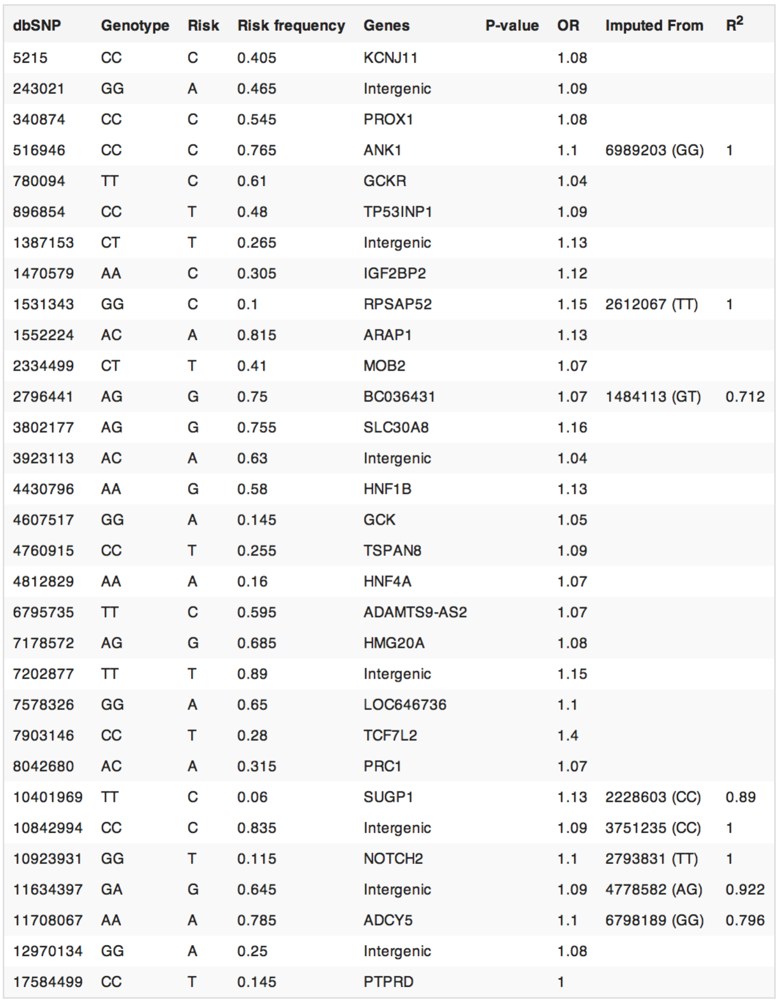 dbSNP Genotype Risk Risk frequency Genes P-value OR Imputed From R²
5215 CC C 0.405 KCNJ11 1.08
243021 GG A 0.465 Intergenic 1.09
340874 CC C 0.545 PROX1 1.08
516946 CC C 0.765 ANK1 1.1 6989203 (GG) 1
780094 TT C 0.61 GCKR 1.04
896854 CC T 0.48 TP53INP1 1.09
1387153 CT T 0.265 Intergenic 1.13
1470579 AA C 0.305 IGF2BP2 1.12
1531343 GG C 0.1 RPSAP52 1.15 2612067 (TT) 1
1552224 AC A 0.815 ARAP1 1.13
2334499 CT T 0.41 MOB2 1.07
2796441 AG G 0.75 BC036431 1.07 1484113 (GT) 0.712
3802177 AG G 0.755 SLC30A8 1.16
3923113 AC A 0.63 Intergenic 1.04
4430796 AA G 0.58 HNF1B 1.13
4607517 GG A 0.145 GCK 1.05
4760915 CC T 0.255 TSPAN8 1.09
4812829 AA A 0.16 HNF4A 1.07
6795735 TT C 0.595 ADAMTS9-AS2 1.07
7178572 AG G 0.685 HMG20A 1.08
7202877 TT T 0.89 Intergenic 1.15
7578326 GG A 0.65 LOC646736 1.1
7903146 CC T 0.28 TCF7L2 1.4
8042680 AC A 0.315 PRC1 1.07
10401969 TT C 0.06 SUGP1 1.13 2228603 (CC) 0.89
10842994 CC C 0.835 Intergenic 1.09 3751235 (CC) 1
10923931 GG T 0.115 NOTCH2 1.1 2793831 (TT) 1
11634397 GA G 0.645 Intergenic 1.09 4778582 (AG) 0.922
11708067 AA A 0.785 ADCY5 1.1 6798189 (GG) 0.796
12970134 GG A 0.25 Intergenic 1.08
17584499 CC T 0.145 PTPRD 1